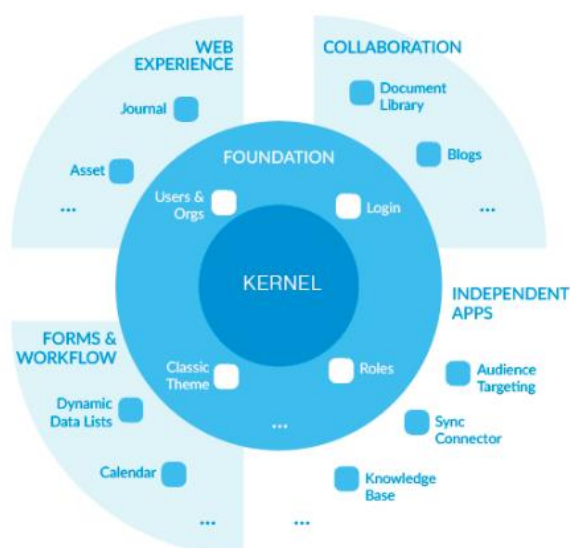 WEB
EXPERIENCE
Journal
Asset
...
COLLABORATION
Document
Library
Blogs
...
FOUNDATION
Users &
Orgs
Login
KERNEL
Classic
Theme
Roles
...
FORMS &
WORKFLOW
Dynamic
Data Lists
Calendar
...
INDEPENDENT
APPS
Audience
Targeting
Sync
Connector
Knowledge
Base
...